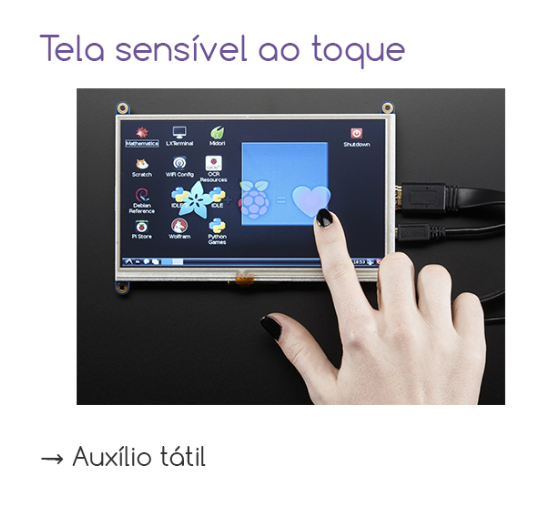 Tela sensível ao toque
Mathematica LXTerminal Midori Shutdown
Scratch WiFi Config OCR Resources
Debian Reference IDLE IDLE =
Pi Store Wolfram Python Games
→ Auxílio tátil